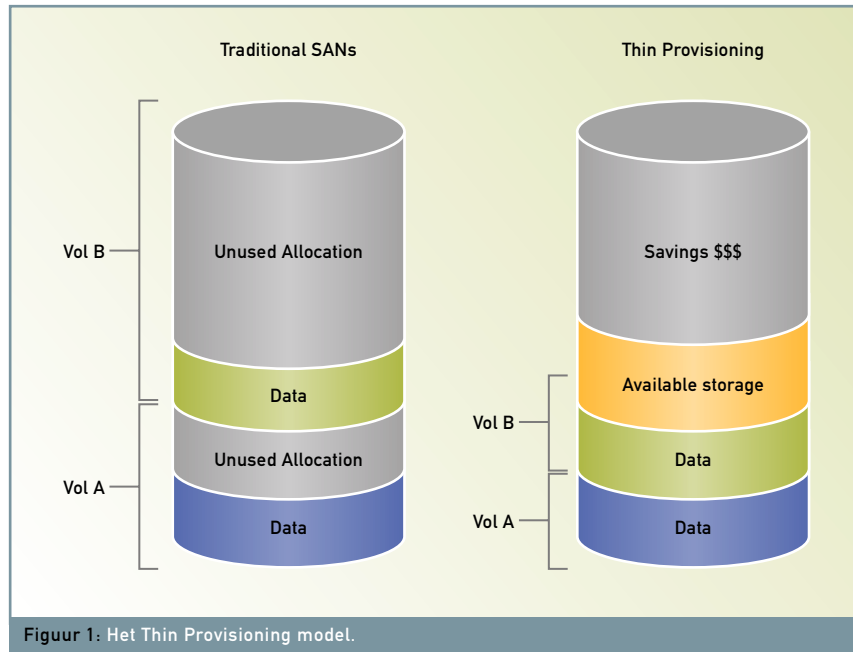 Traditional SANs
Thin Provisioning
Vol B
Unused Allocation
Data
Vol A
Unused Allocation
Data
Savings $$$
Available storage
Vol B
Data
Vol A
Data
Figuur 1: Het Thin Provisioning model.